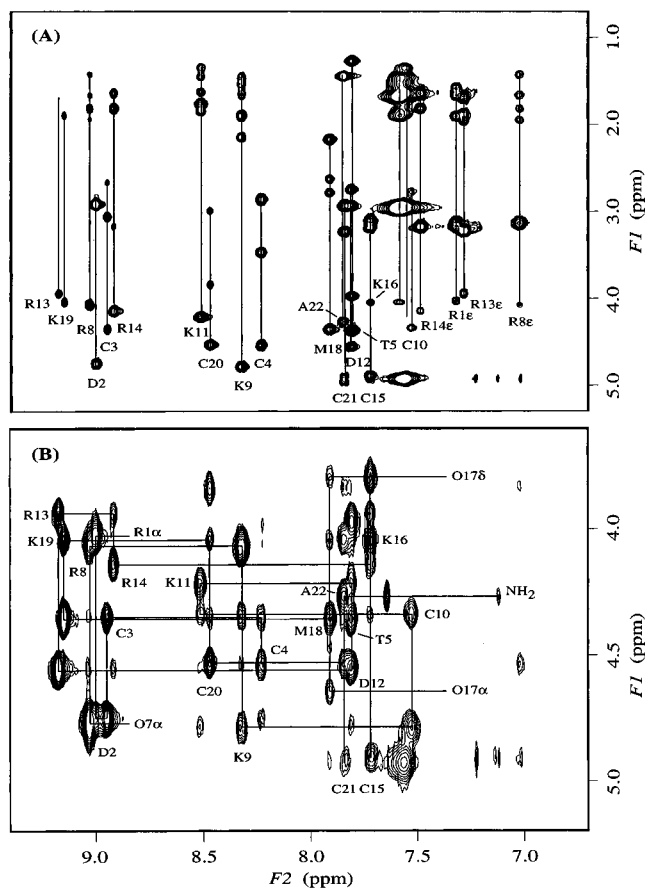 (A)
1.0
2.0
3.0
4.0
5.0
F1 (ppm)
R13
K19
R8
D2
C3
R14
K11
C20
K9
C4
A22
M18
C21
D12
C15
K16
T5
C10
R14ε
R1ε
R13ε
R8ε
(B)
O17δ
R13
R1α
K19
K16
R8
R14
K11
A22
NH2
C3
M18
C10
T5
C4
C20
D12
O17α
O7α
D2
K9
C21
C15
4.0
4.5
5.0
F1 (ppm)
9.0 8.5 8.0 7.5 7.0
F2 (ppm)